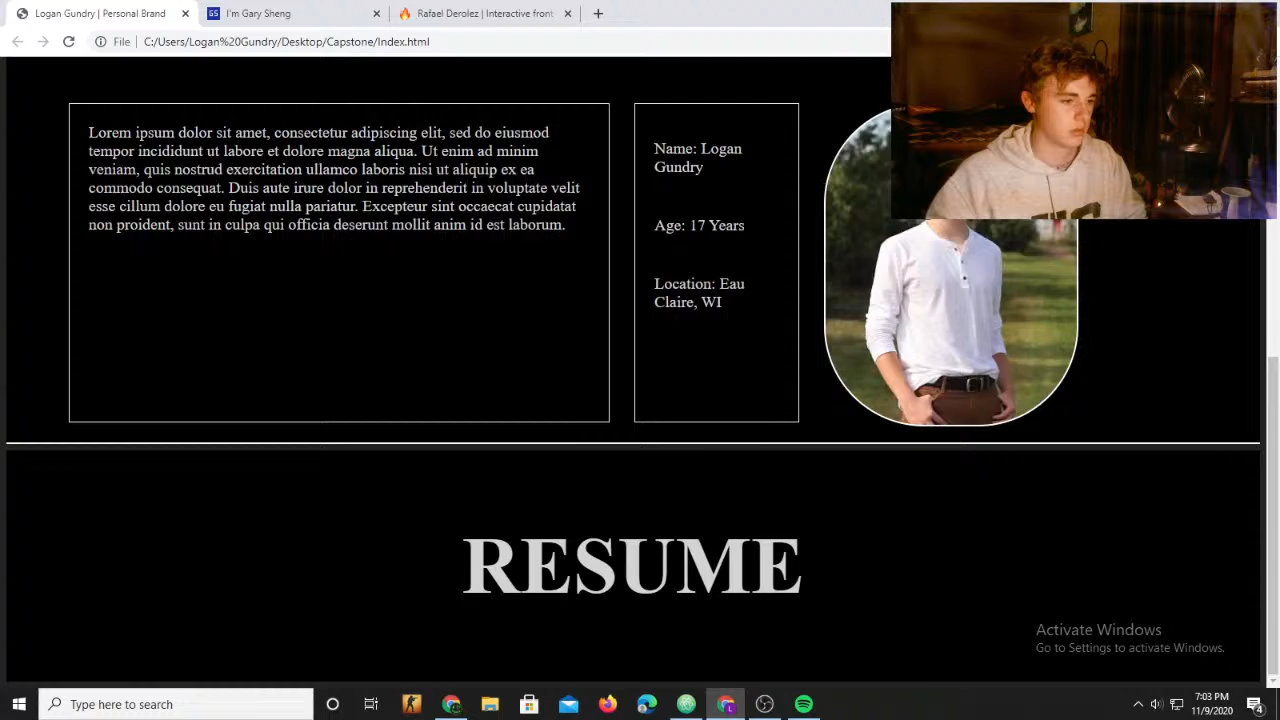 Logan Gundry | Personal Brand
GS I'm Gary Sheng
Rafael Derolez | Interactive front
File | C:/Users/Logan%20Gundry/Desktop/Capstone/Index.html
Lorem ipsum dolor sit amet, consectetur adipiscing elit, sed do eiusmod
tempor incididunt ut labore et dolore magna aliqua. Ut enim ad minim
veniam, quis nostrud exercitation ullamco laboris nisi ut aliquip ex ea
commodo consequat. Duis aute irure dolor in reprehenderit in voluptate velit
esse cillum dolore eu fugiat nulla pariatur. Excepteur sint occaecat cupidatat
non proident, sunt in culpa qui officia deserunt mollit anim id est laborum.
Name: Logan
Gundry
Age: 17 Years
Location: Eau
Claire, WI
RESUME
Activate Windows
Go to Settings to activate Windows.
Type here to search
L
7:03 PM
11/9/2020
4